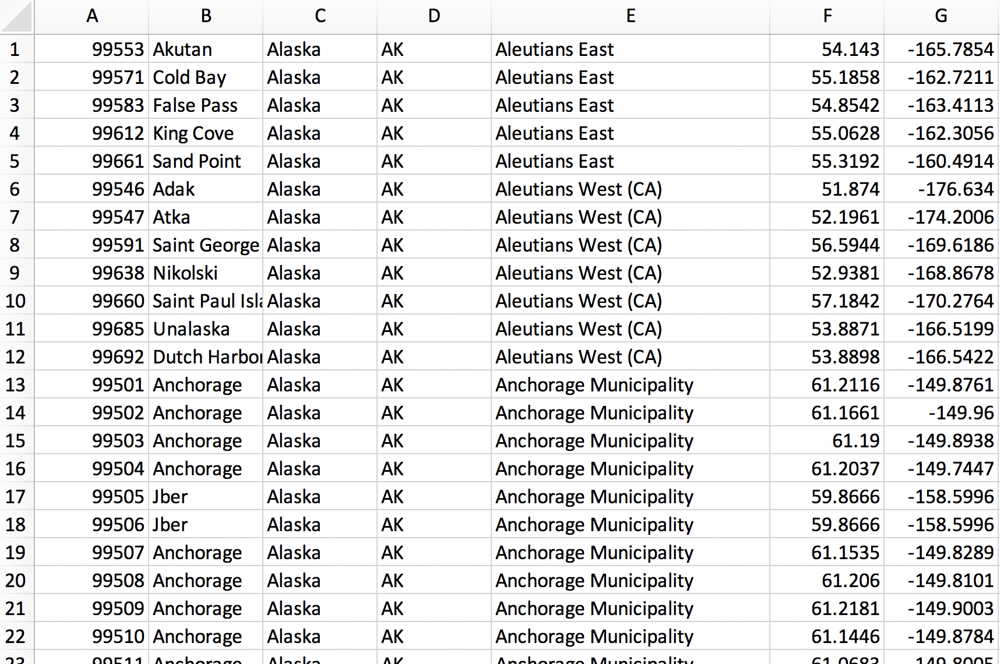 A B C D E F G
1 99553 Akutan Alaska AK Aleutians East 54.143 -165.7854
2 99571 Cold Bay Alaska AK Aleutians East 55.1858 -162.7211
3 99583 False Pass Alaska AK Aleutians East 54.8542 -163.4113
4 99612 King Cove Alaska AK Aleutians East 55.0628 -162.3056
5 99661 Sand Point Alaska AK Aleutians East 55.3192 -160.4914
6 99546 Adak Alaska AK Aleutians West (CA) 51.874 -176.634
7 99547 Atka Alaska AK Aleutians West (CA) 52.1961 -174.2006
8 99591 Saint George Alaska AK Aleutians West (CA) 56.5944 -169.6186
9 99638 Nikolski Alaska AK Aleutians West (CA) 52.9381 -168.8678
10 99660 Saint Paul Isla Alaska AK Aleutians West (CA) 57.1842 -170.2764
11 99685 Unalaska Alaska AK Aleutians West (CA) 53.8871 -166.5199
12 99692 Dutch Harbor Alaska AK Aleutians West (CA) 53.8898 -166.5422
13 99501 Anchorage Alaska AK Anchorage Municipality 61.2116 -149.8761
14 99502 Anchorage Alaska AK Anchorage Municipality 61.1661 -149.96
15 99503 Anchorage Alaska AK Anchorage Municipality 61.19 -149.8938
16 99504 Anchorage Alaska AK Anchorage Municipality 61.2037 -149.7447
17 99505 Jber Alaska AK Anchorage Municipality 59.8666 -158.5996
18 99506 Jber Alaska AK Anchorage Municipality 59.8666 -158.5996
19 99507 Anchorage Alaska AK Anchorage Municipality 61.1535 -149.8289
20 99508 Anchorage Alaska AK Anchorage Municipality 61.206 -149.8101
21 99509 Anchorage Alaska AK Anchorage Municipality 61.2181 -149.9003
22 99510 Anchorage Alaska AK Anchorage Municipality 61.1446 -149.8784
23 99511 Anchorage Alaska AK Anchorage Municipality